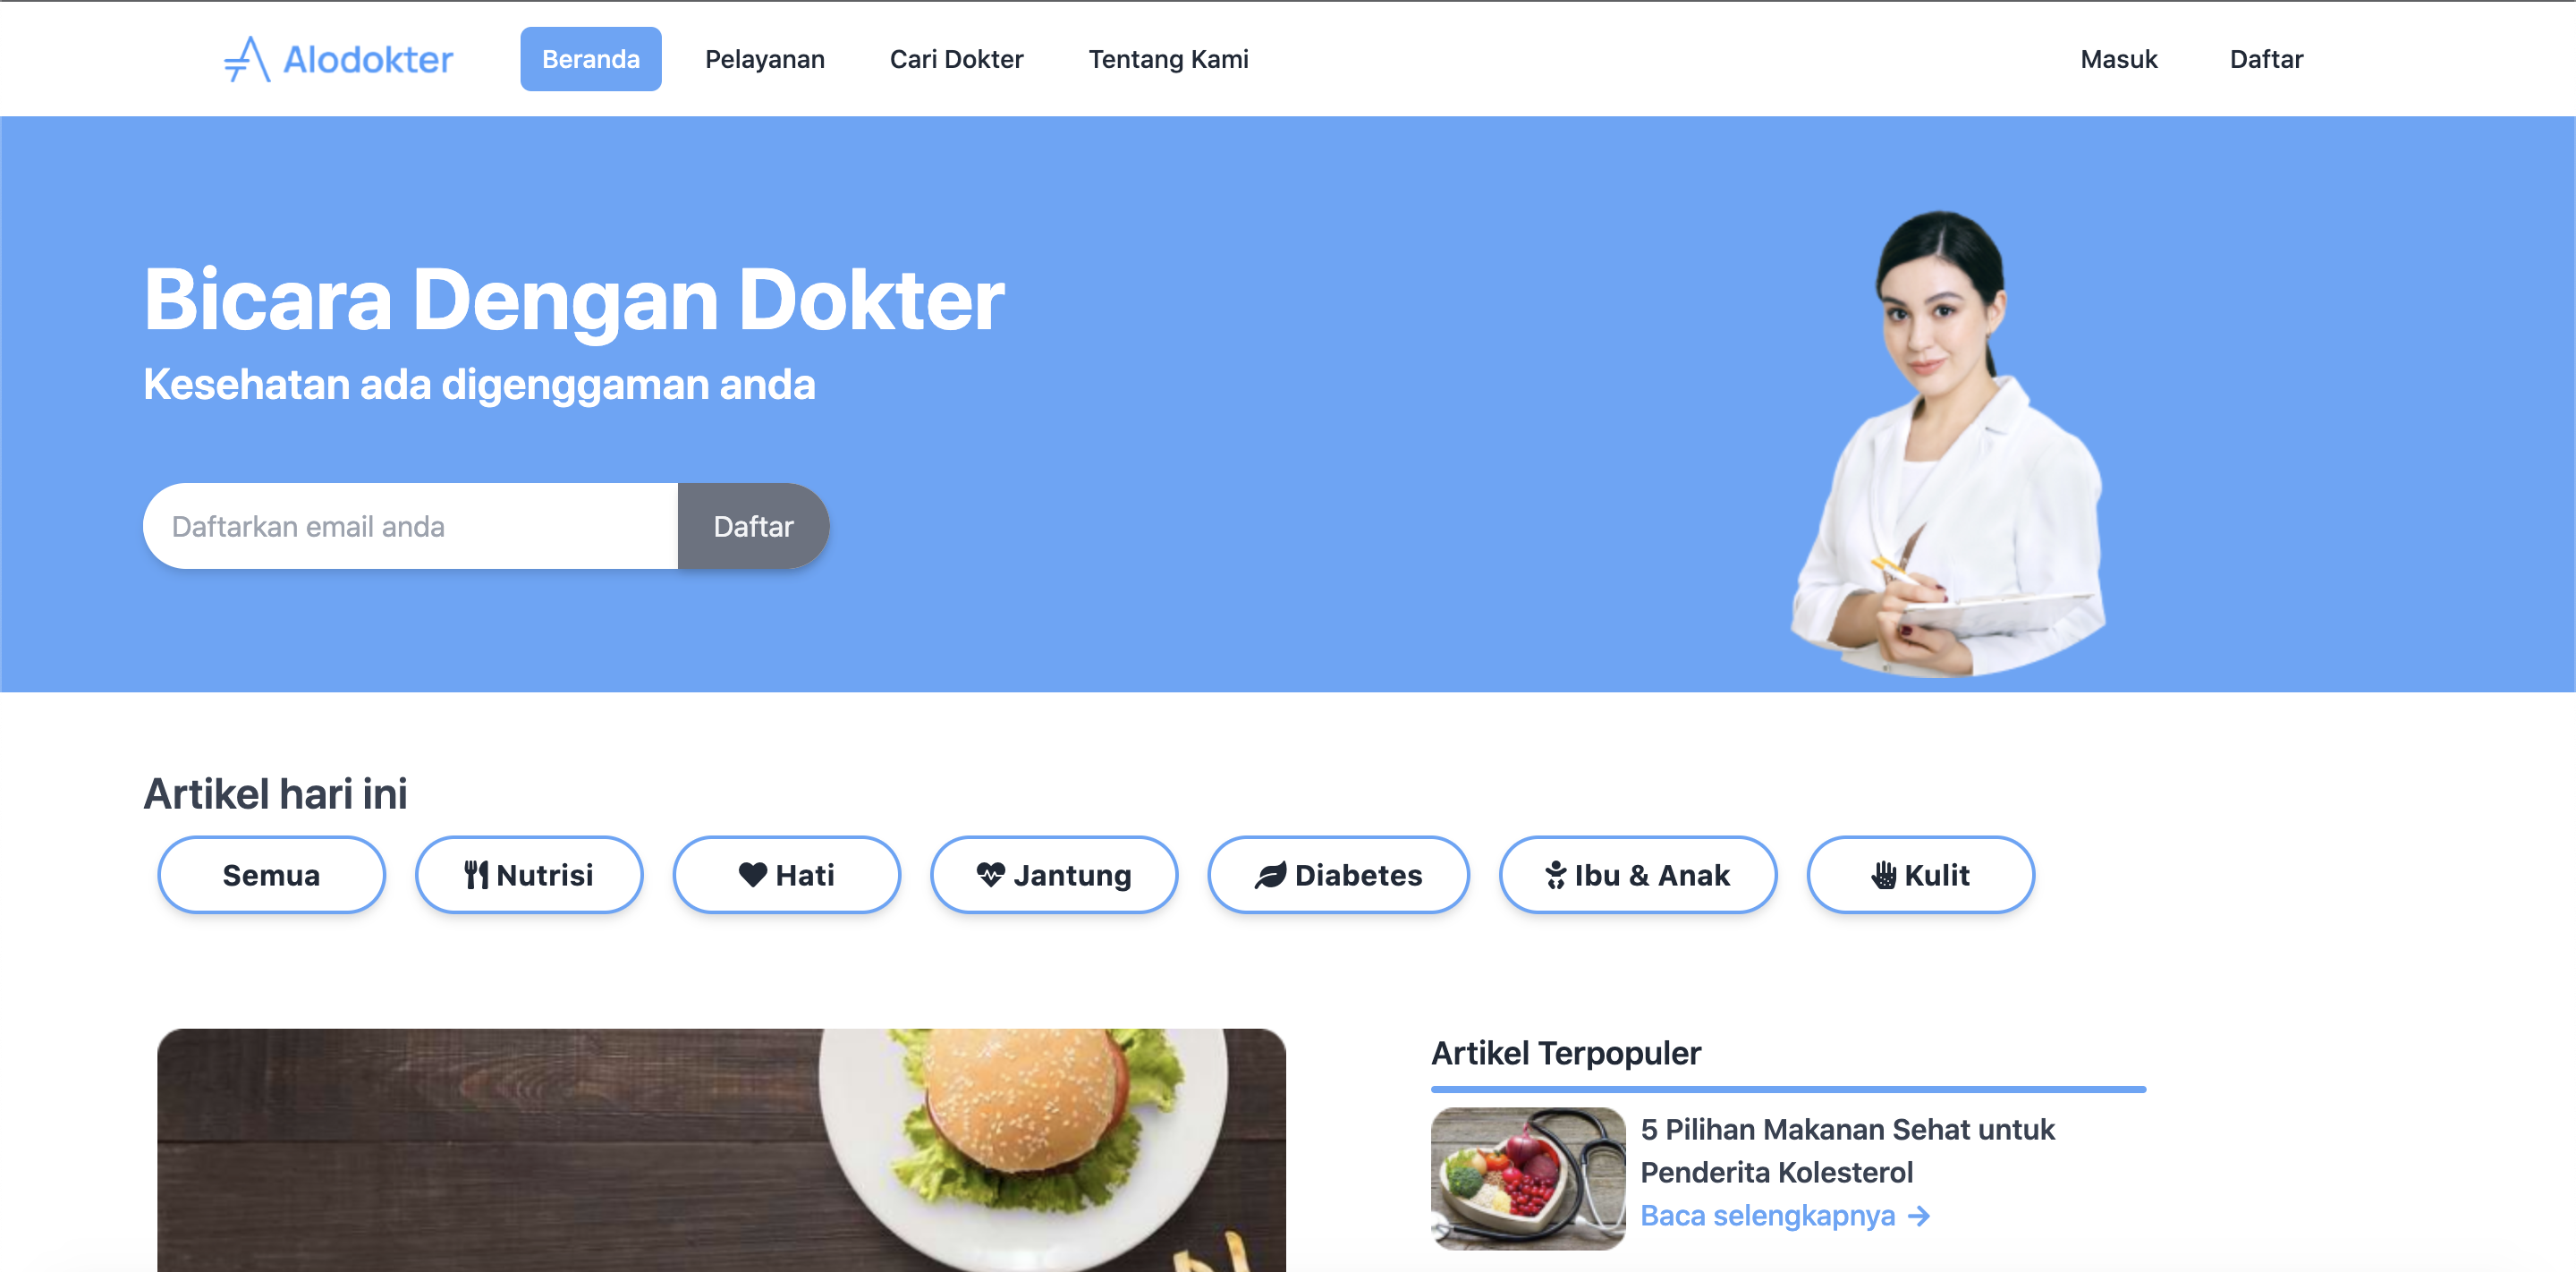 Alodokter
Beranda
Pelayanan
Cari Dokter
Tentang Kami
Masuk
Daftar
Bicara Dengan Dokter
Kesehatan ada digenggaman anda
Daftarkan email anda
Daftar
Artikel hari ini
Semua
Nutrisi
Hati
Jantung
Diabetes
Ibu & Anak
Kulit
Artikel Terpopuler
5 Pilihan Makanan Sehat untuk
Penderita Kolesterol
Baca selengkapnya →